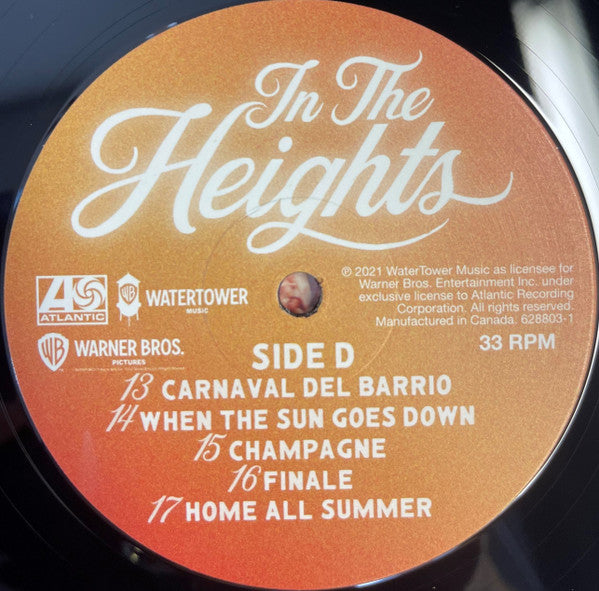 In The
Heights
℗ 2021 WaterTower Music as licensee for
Warner Bros. Entertainment Inc. under
exclusive license to Atlantic Recording
Corporation. All rights reserved.
Manufactured in Canada. 628803-1
33 RPM
ATLANTIC
WB
WATERTOWER
MUSIC
WB
WARNER BROS.
PICTURES
SIDE D
13 CARNAVAL DEL BARRIO
14 WHEN THE SUN GOES DOWN
15 CHAMPAGNE
16 FINALE
17 HOME ALL SUMMER